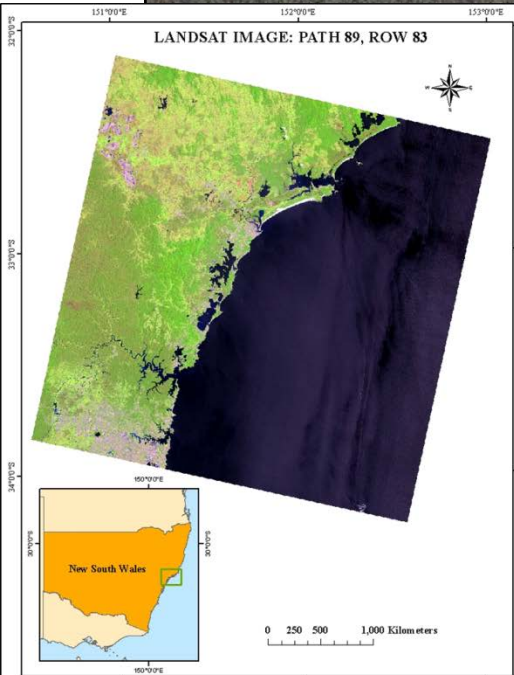 151°0'0"E 152°0'0"E 153°0'0"E
LANDSAT IMAGE: PATH 89, ROW 83
N
W E
S
32°0'0"S
33°0'0"S
34°0'0"S
150°0'0"E
30°0'0"S 30°0'0"S
New South Wales
150°0'0"E
0 250 500 1,000 Kilometers